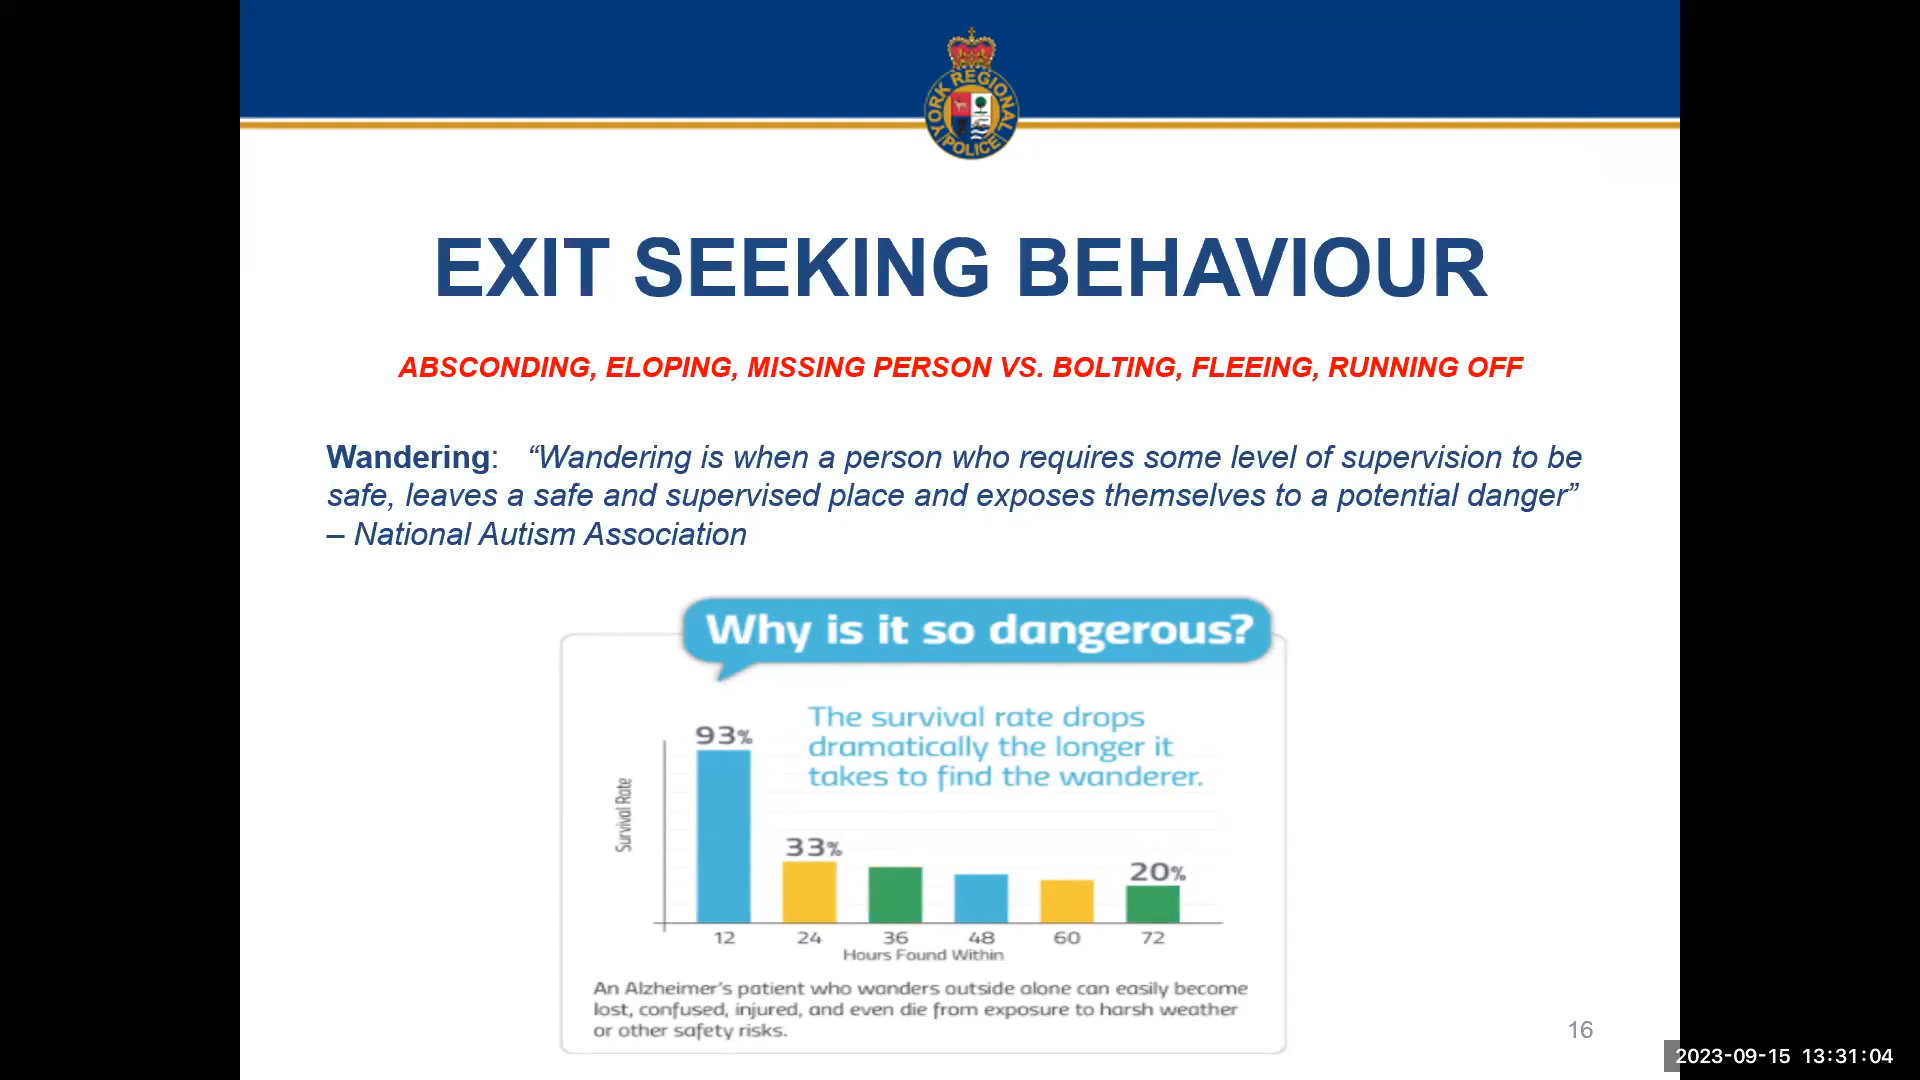 YORK REGIONAL
POLICE
EXIT SEEKING BEHAVIOUR
ABSCONDING, ELOPING, MISSING PERSON VS. BOLTING, FLEEING, RUNNING OFF
Wandering: “Wandering is when a person who requires some level of supervision to be
safe, leaves a safe and supervised place and exposes themselves to a potential danger”
– National Autism Association
Why is it so dangerous?
The survival rate drops
dramatically the longer it
takes to find the wanderer.
93%
33%
20%
Survival Rate
12 24 36 48 60 72
Hours Found Within
An Alzheimer's patient who wanders outside alone can easily become
lost, confused, injured, and even die from exposure to harsh weather
or other safety risks.
16
2023-09-15 13:31:04